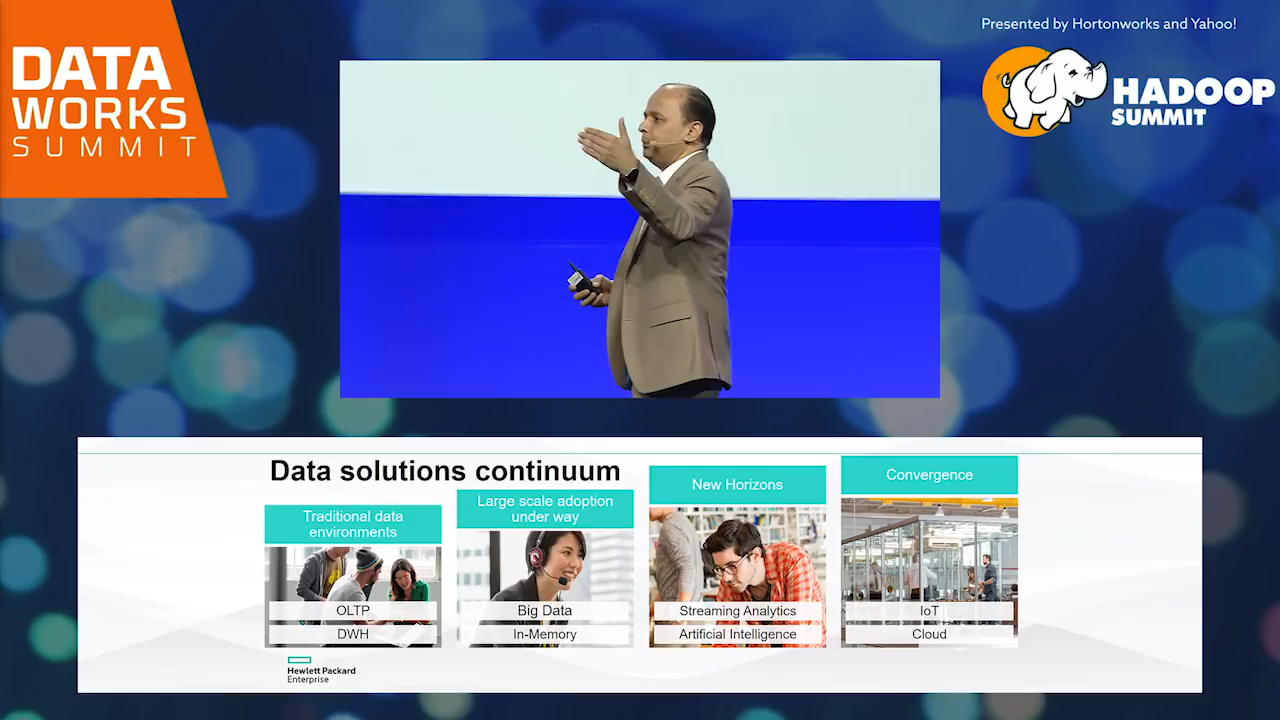 DATA
WORKS
SUMMIT
Presented by Hortonworks and Yahoo!
HADOOP
SUMMIT
Data solutions continuum
Traditional data
environments
OLTP
DWH
Large scale adoption
under way
Big Data
In-Memory
New Horizons
Streaming Analytics
Artificial Intelligence
Convergence
IoT
Cloud
Hewlett Packard
Enterprise